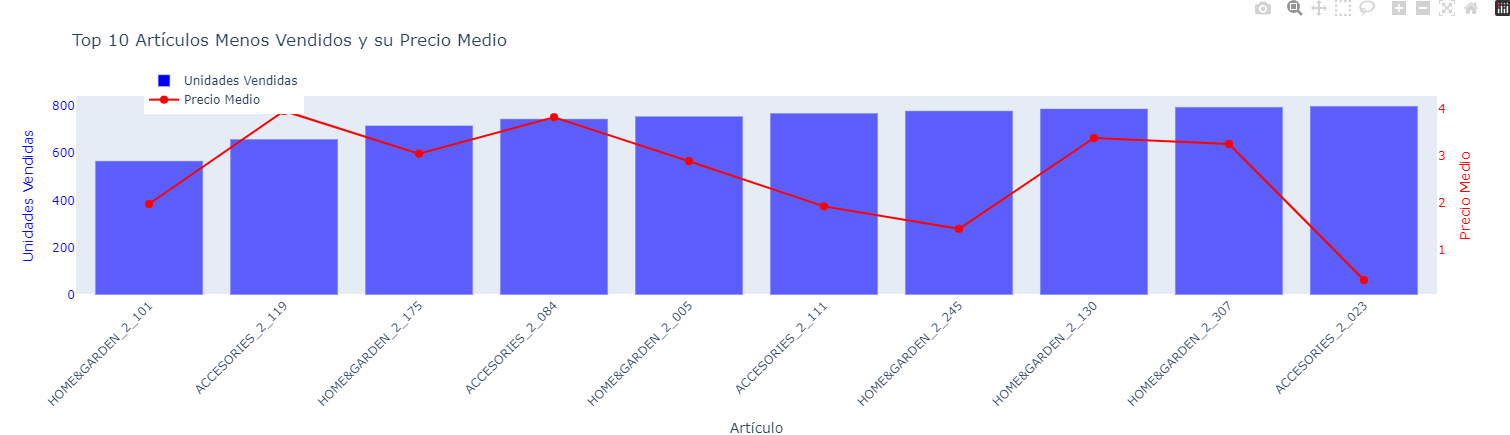 Top 10 Artículos Menos Vendidos y su Precio Medio
Unidades Vendidas
Precio Medio
Unidades Vendidas
800
600
400
200
0
4
3
2
1
Precio Medio
HOME&GARDEN_2_101
ACCESORIES_2_119
HOME&GARDEN_2_175
ACCESORIES_2_084
HOME&GARDEN_2_005
ACCESORIES_2_111
HOME&GARDEN_2_245
HOME&GARDEN_2_130
HOME&GARDEN_2_307
ACCESORIES_2_023
Artículo